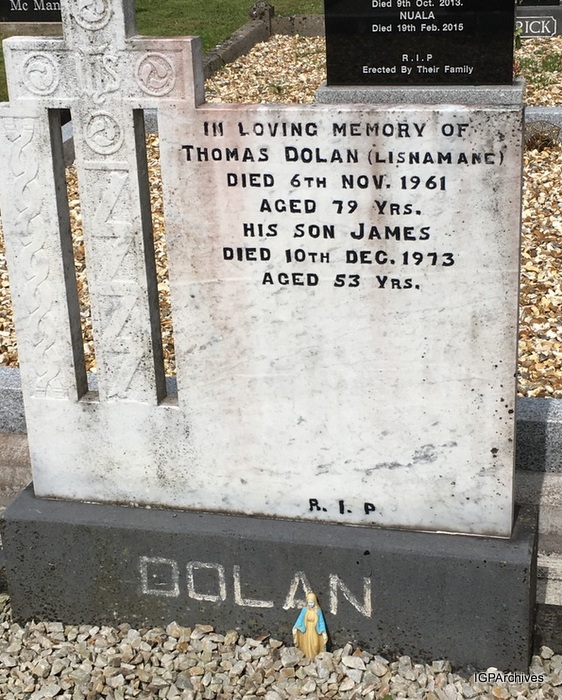 Mc Man
Died 9th Oct. 2013.
NUALA
Died 19th Feb. 2015
R.I.P
Erected By Their Family
RICK
IHS
IN LOVING MEMORY OF
THOMAS DOLAN (LISNAMANE)
DIED 6TH NOV. 1961
AGED 79 YRS.
HIS SON JAMES
DIED 10TH DEC. 1973
AGED 53 YRS.
R. I. P
DOLAN
IGPArchives